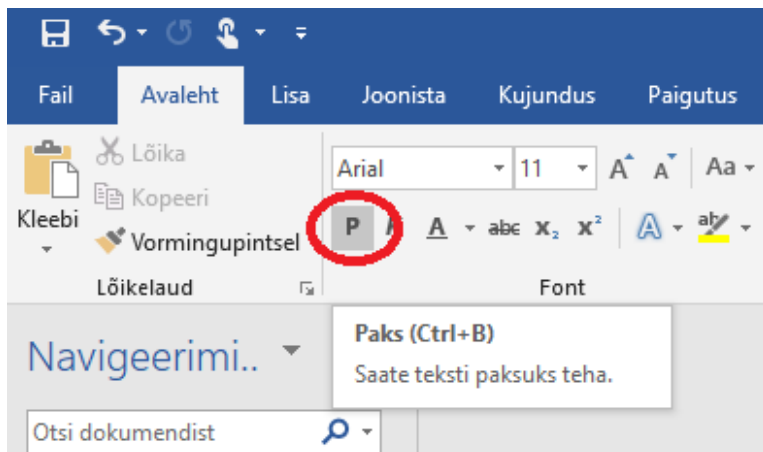 Fail Avaleht Lisa Joonista Kujundus Paigutus
Lõika
Kopeeri
Kleebi
Vormingupintsel
Lõikelaud
Arial 11 A A Aa
P A abc X₂ X² A ab
Font
Paks (Ctrl+B)
Saate teksti paksuks teha.
Navigeerimi..
Otsi dokumendist